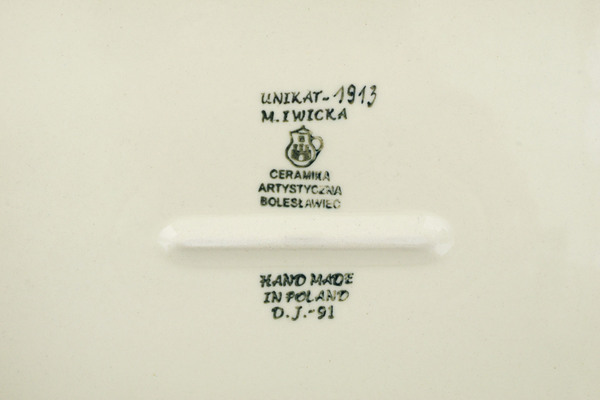 UNIKAT-1913
M.IWICKA
CERAMIKA
ARTYSTYCZNA
BOLESŁAWIEC
HAND MADE
IN POLAND
D.J.-91